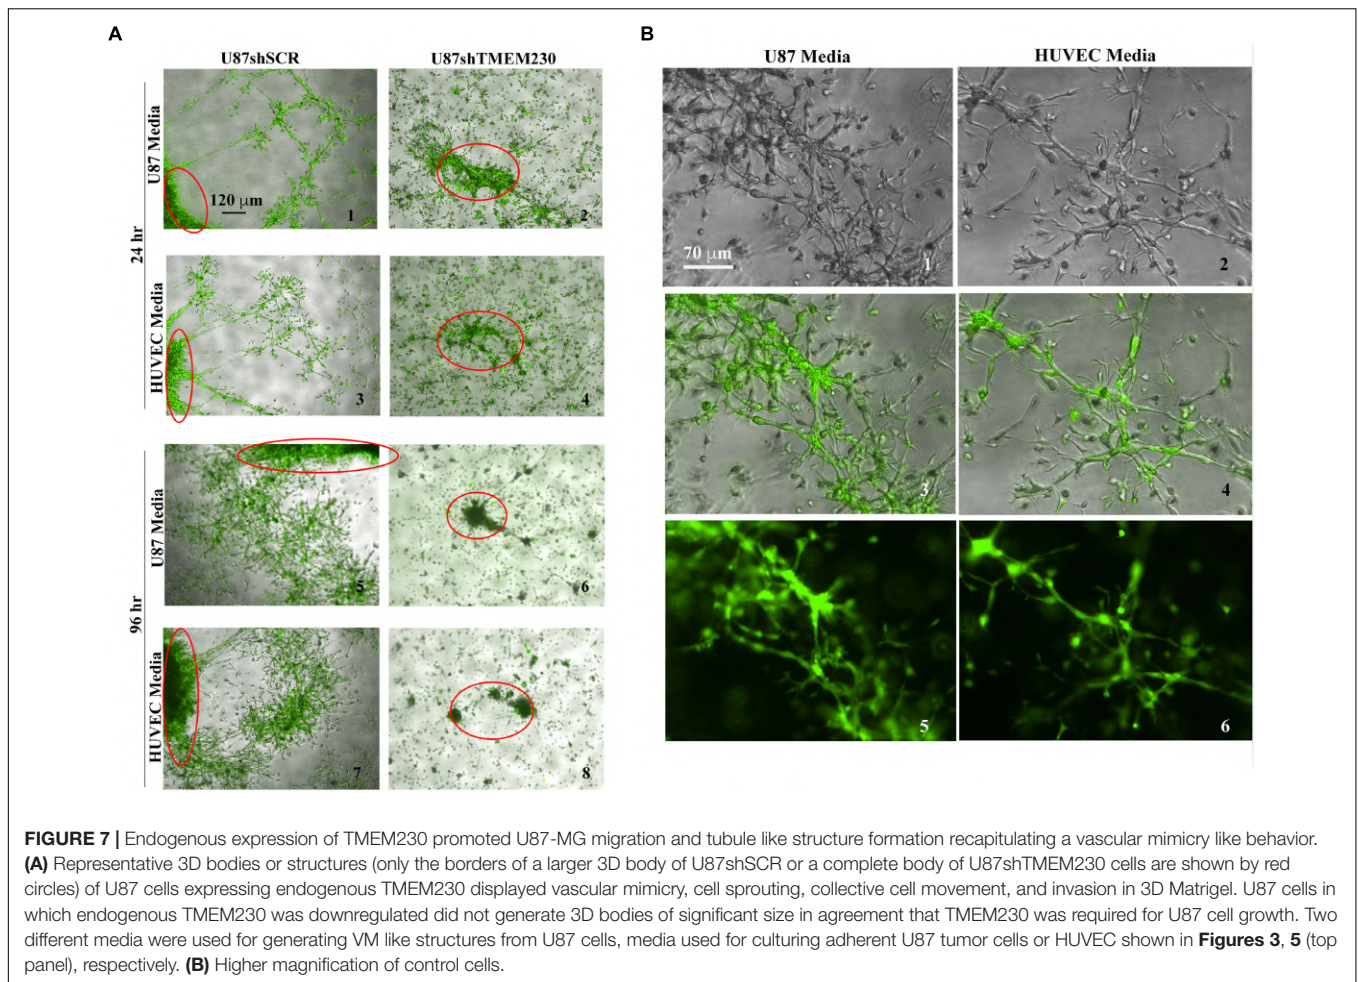 A
B
U87shSCR
U87shTMEM230
U87 Media
HUVEC Media
24 hr
U87 Media
120 μm
1
2
HUVEC Media
3
4
96 hr
U87 Media
5
6
HUVEC Media
7
8
70 μm
1
2
3
4
5
6
FIGURE 7 | Endogenous expression of TMEM230 promoted U87-MG migration and tubule like structure formation recapitulating a vascular mimicry like behavior.
(A) Representative 3D bodies or structures (only the borders of a larger 3D body of U87shSCR or a complete body of U87shTMEM230 cells are shown by red
circles) of U87 cells expressing endogenous TMEM230 displayed vascular mimicry, cell sprouting, collective cell movement, and invasion in 3D Matrigel. U87 cells in
which endogenous TMEM230 was downregulated did not generate 3D bodies of significant size in agreement that TMEM230 was required for U87 cell growth. Two
different media were used for generating VM like structures from U87 cells, media used for culturing adherent U87 tumor cells or HUVEC shown in Figures 3, 5 (top
panel), respectively. (B) Higher magnification of control cells.